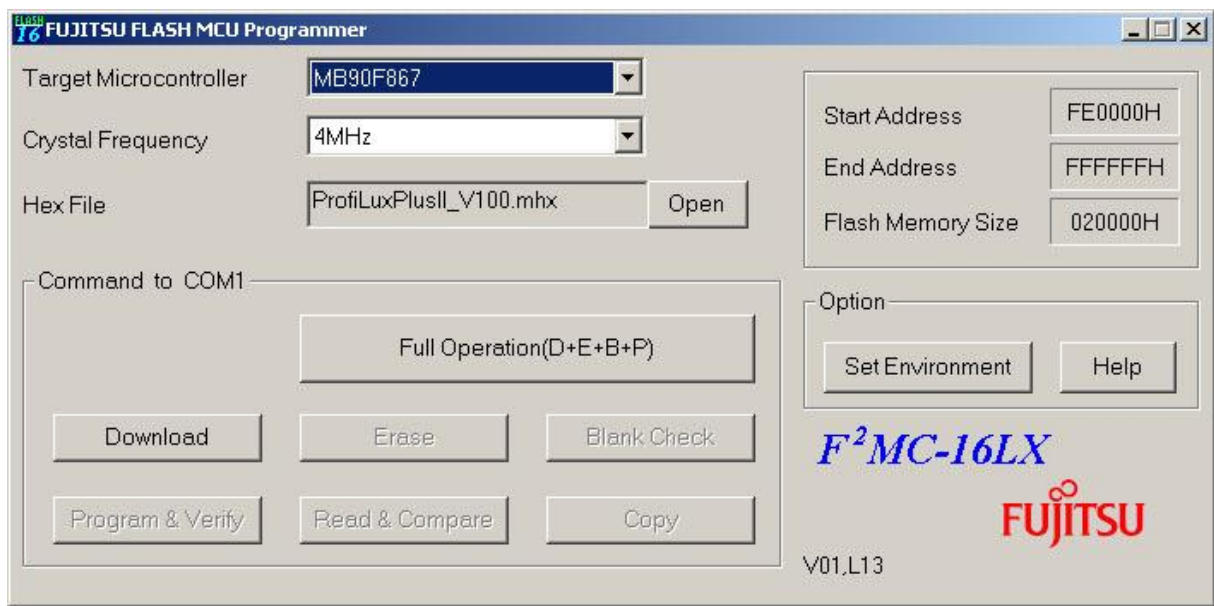 FLASH 16 FUJITSU FLASH MCU Programmer
Target Microcontroller MB90F867
Crystal Frequency 4MHz
Hex File ProfiLuxPlusII_V100.mhx Open
Start Address FE0000H
End Address FFFFFFH
Flash Memory Size 020000H
Command to COM1
Full Operation(D+E+B+P)
Download Erase Blank Check
Program & Verify Read & Compare Copy
Option
Set Environment Help
F²MC-16LX
FUJITSU
V01,L13